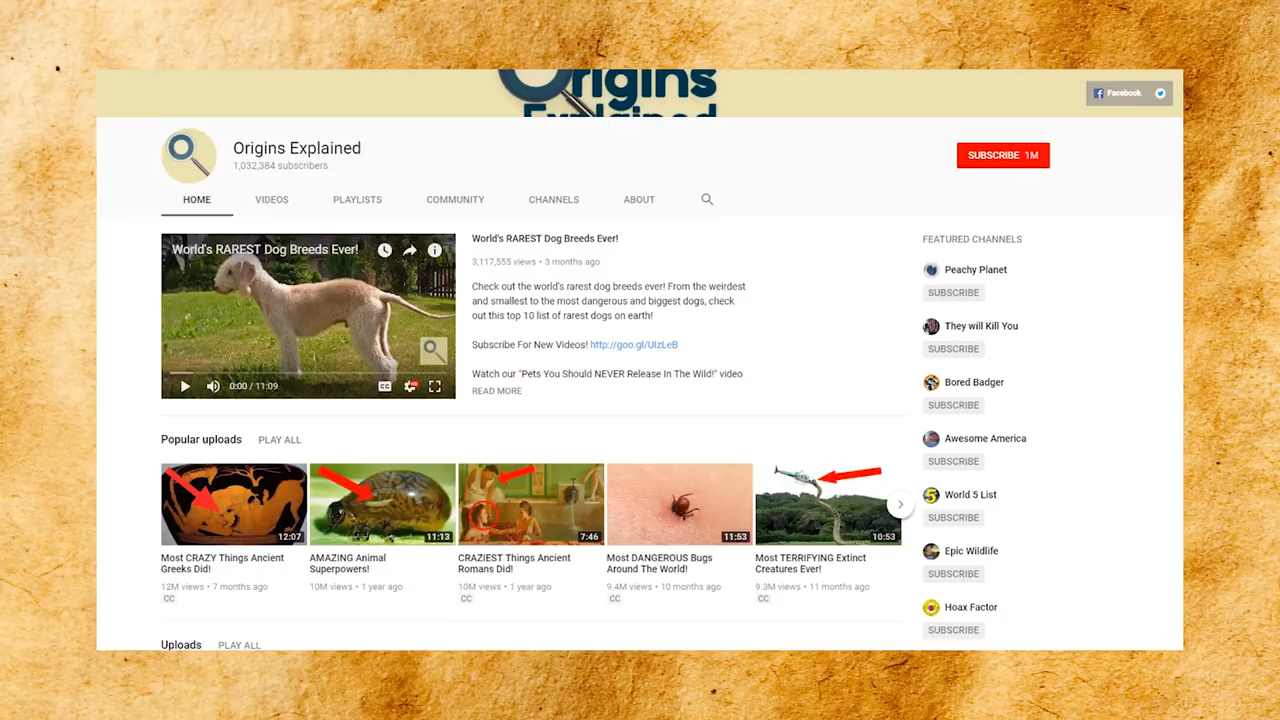 Origins
Explained
Facebook
Origins Explained
1,032,384 subscribers
SUBSCRIBE 1M
HOME
VIDEOS
PLAYLISTS
COMMUNITY
CHANNELS
ABOUT
World's RAREST Dog Breeds Ever!
0:00 / 11:09
CC
World's RAREST Dog Breeds Ever!
3,117,555 views • 3 months ago
Check out the world's rarest dog breeds ever! From the weirdest
and smallest to the most dangerous and biggest dogs, check
out this top 10 list of rarest dogs on earth!
Subscribe For New Videos! http://goo.gl/UIzLeB
Watch our "Pets You Should NEVER Release In The Wild!" video
READ MORE
Popular uploads PLAY ALL
12:07
Most CRAZY Things Ancient
Greeks Did!
12M views • 7 months ago
CC
11:13
AMAZING Animal
Superpowers!
10M views • 1 year ago
7:46
CRAZIEST Things Ancient
Romans Did!
10M views • 1 year ago
CC
11:53
Most DANGEROUS Bugs
Around The World!
9.4M views • 10 months ago
CC
10:53
Most TERRIFYING Extinct
Creatures Ever!
9.3M views • 11 months ago
CC
Uploads PLAY ALL
FEATURED CHANNELS
Peachy Planet
SUBSCRIBE
They will Kill You
SUBSCRIBE
Bored Badger
SUBSCRIBE
Awesome America
SUBSCRIBE
5
World 5 List
SUBSCRIBE
Epic Wildlife
SUBSCRIBE
Hoax Factor
SUBSCRIBE